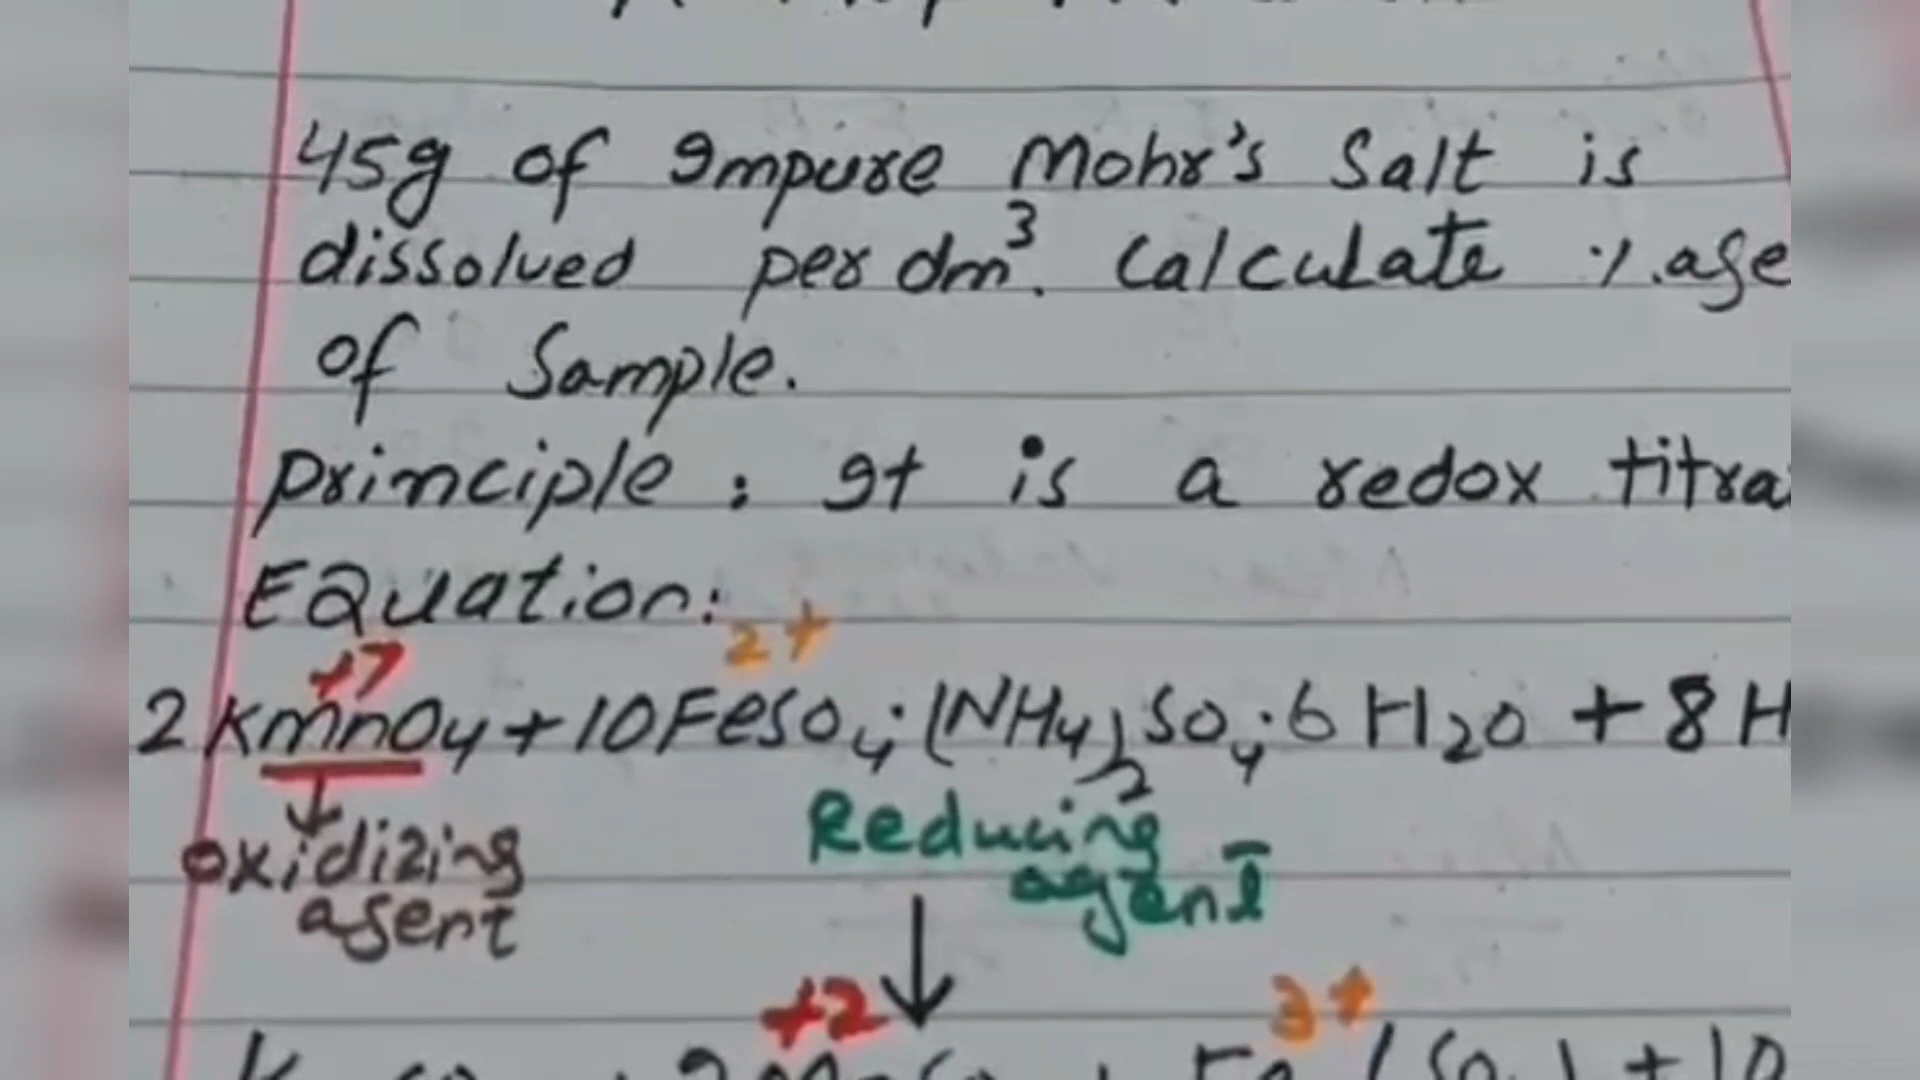 45g of Impure Mohr's Salt is
dissolved per dm³. Calculate %.age
of Sample.
Principle: It is a redox titra
EQuation:
+7 2+
2KMnO₄ + 10FeSO₄.(NH₄)₂SO₄.6H₂O + 8H
oxidizing agent
Reducing agent
+2 3+